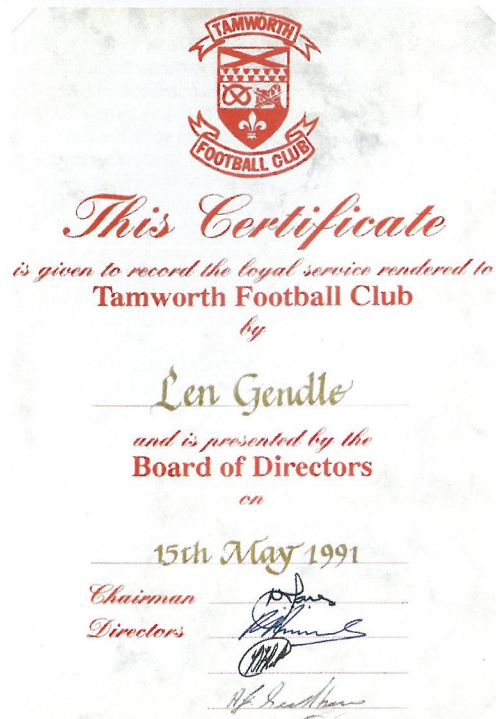 TAMWORTH
FOOTBALL CLUB
This Certificate
is given to record the loyal service rendered to
Tamworth Football Club
by
Len Gendle
and is presented by the
Board of Directors
on
15th May 1991
Chairman
Directors